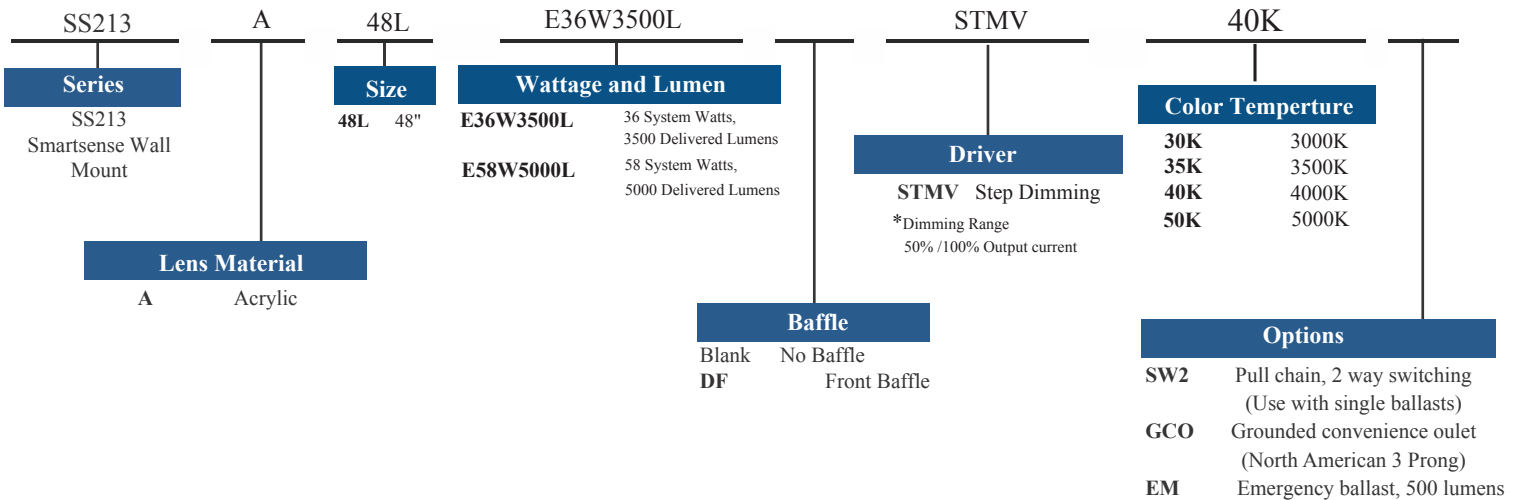 SS213 A 48L E36W3500L STMV 40K
Series
SS213
Smartsense Wall
Mount
Size
48L 48"
Wattage and Lumen
E36W3500L 36 System Watts,
3500 Delivered Lumens
E58W5000L 58 System Watts,
5000 Delivered Lumens
Driver
STMV Step Dimming
*Dimming Range
50% /100% Output current
Color Temperture
30K 3000K
35K 3500K
40K 4000K
50K 5000K
Lens Material
A Acrylic
Baffle
Blank No Baffle
DF Front Baffle
Options
SW2 Pull chain, 2 way switching
(Use with single ballasts)
GCO Grounded convenience oulet
(North American 3 Prong)
EM Emergency ballast, 500 lumens